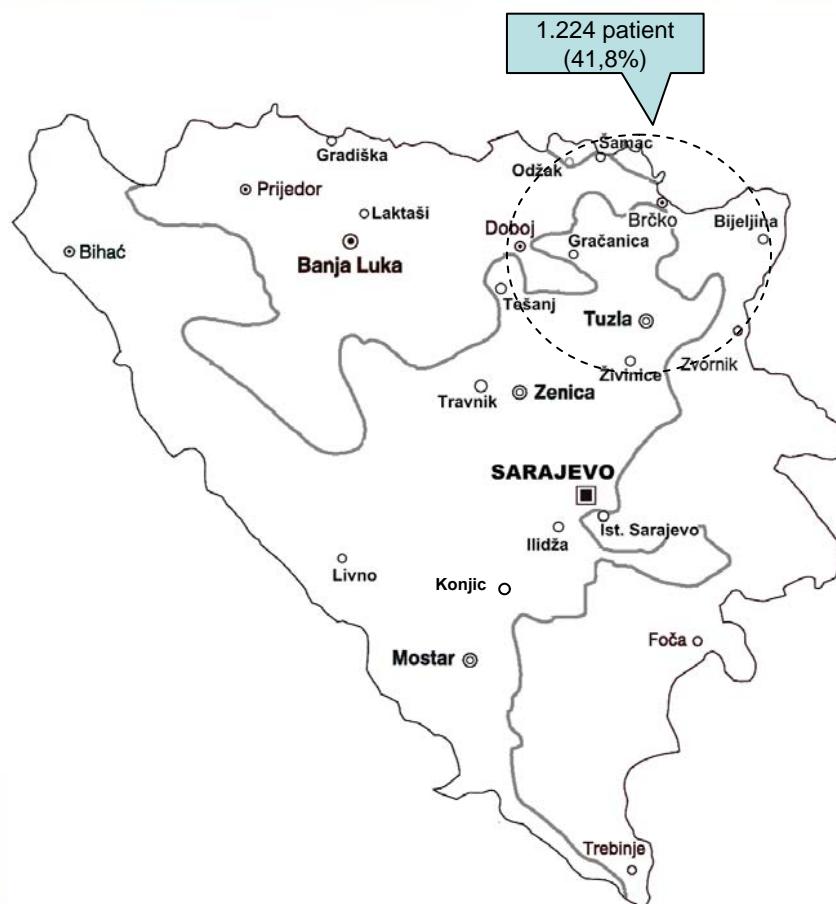 1.224 patient
(41,8%)
Gradiška
Šamac
Odžak
Prijedor
Laktaši
Brčko
Bijeljina
Doboj
Gračanica
Bihać
Banja Luka
Tešanj
Tuzla
Živinice
Zvornik
Travnik
Zenica
SARAJEVO
Ist. Sarajevo
Ilidža
Livno
Konjic
Foča
Mostar
Trebinje